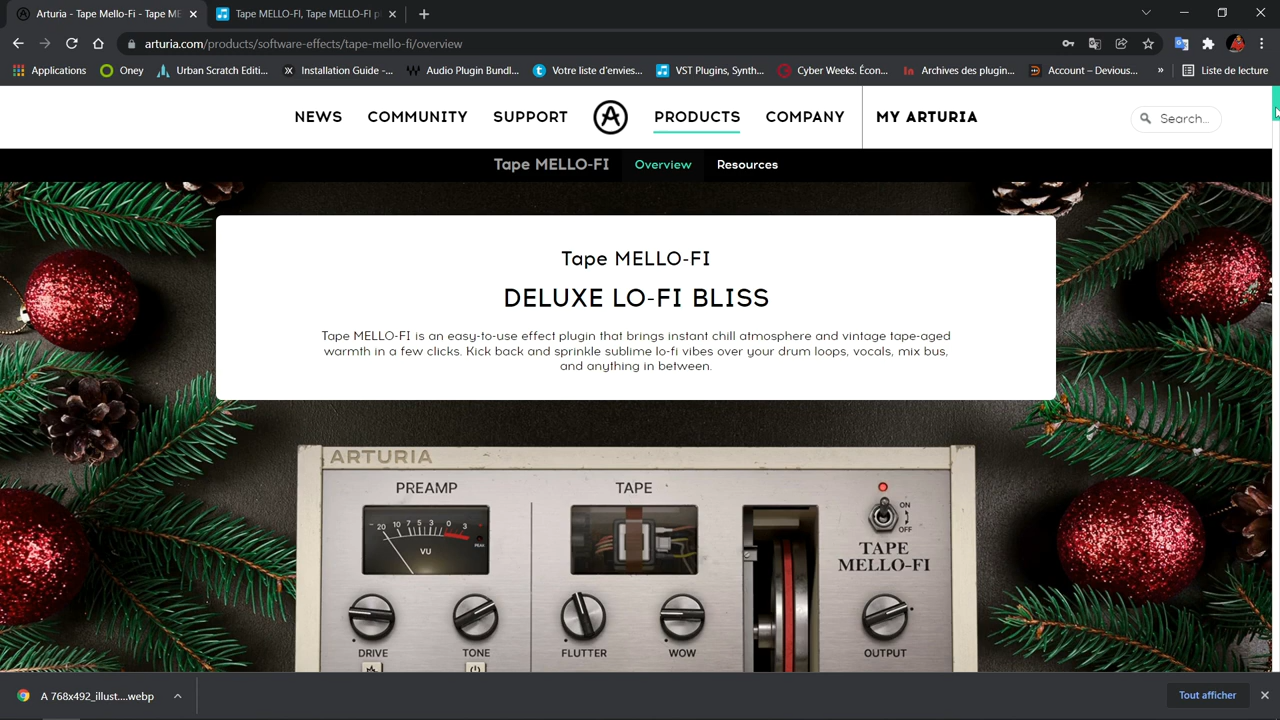 Arturia - Tape Mello-Fi - Tape ME
Tape MELLO-FI, Tape MELLO-FI pl
arturia.com/products/software-effects/tape-mello-fi/overview
Applications
Oney
Urban Scratch Editi...
Installation Guide -...
Audio Plugin Bundl...
Votre liste d'envies...
VST Plugins, Synth...
Cyber Weeks. Écon...
Archives des plugin...
Account – Devious...
»
Liste de lecture
NEWS
COMMUNITY
SUPPORT
PRODUCTS
COMPANY
MY ARTURIA
Search...
Tape MELLO-FI
Overview
Resources
Tape MELLO-FI
DELUXE LO-FI BLISS
Tape MELLO-FI is an easy-to-use effect plugin that brings instant chill atmosphere and vintage tape-aged
warmth in a few clicks. Kick back and sprinkle sublime lo-fi vibes over your drum loops, vocals, mix bus,
and anything in between.
ARTURIA
PREAMP
TAPE
20 10 7 5 3 0 3
VU
PEAK
ON
OFF
TAPE
MELLO-FI
DRIVE
TONE
FLUTTER
WOW
OUTPUT
A 768x492_illust....webp
Tout afficher